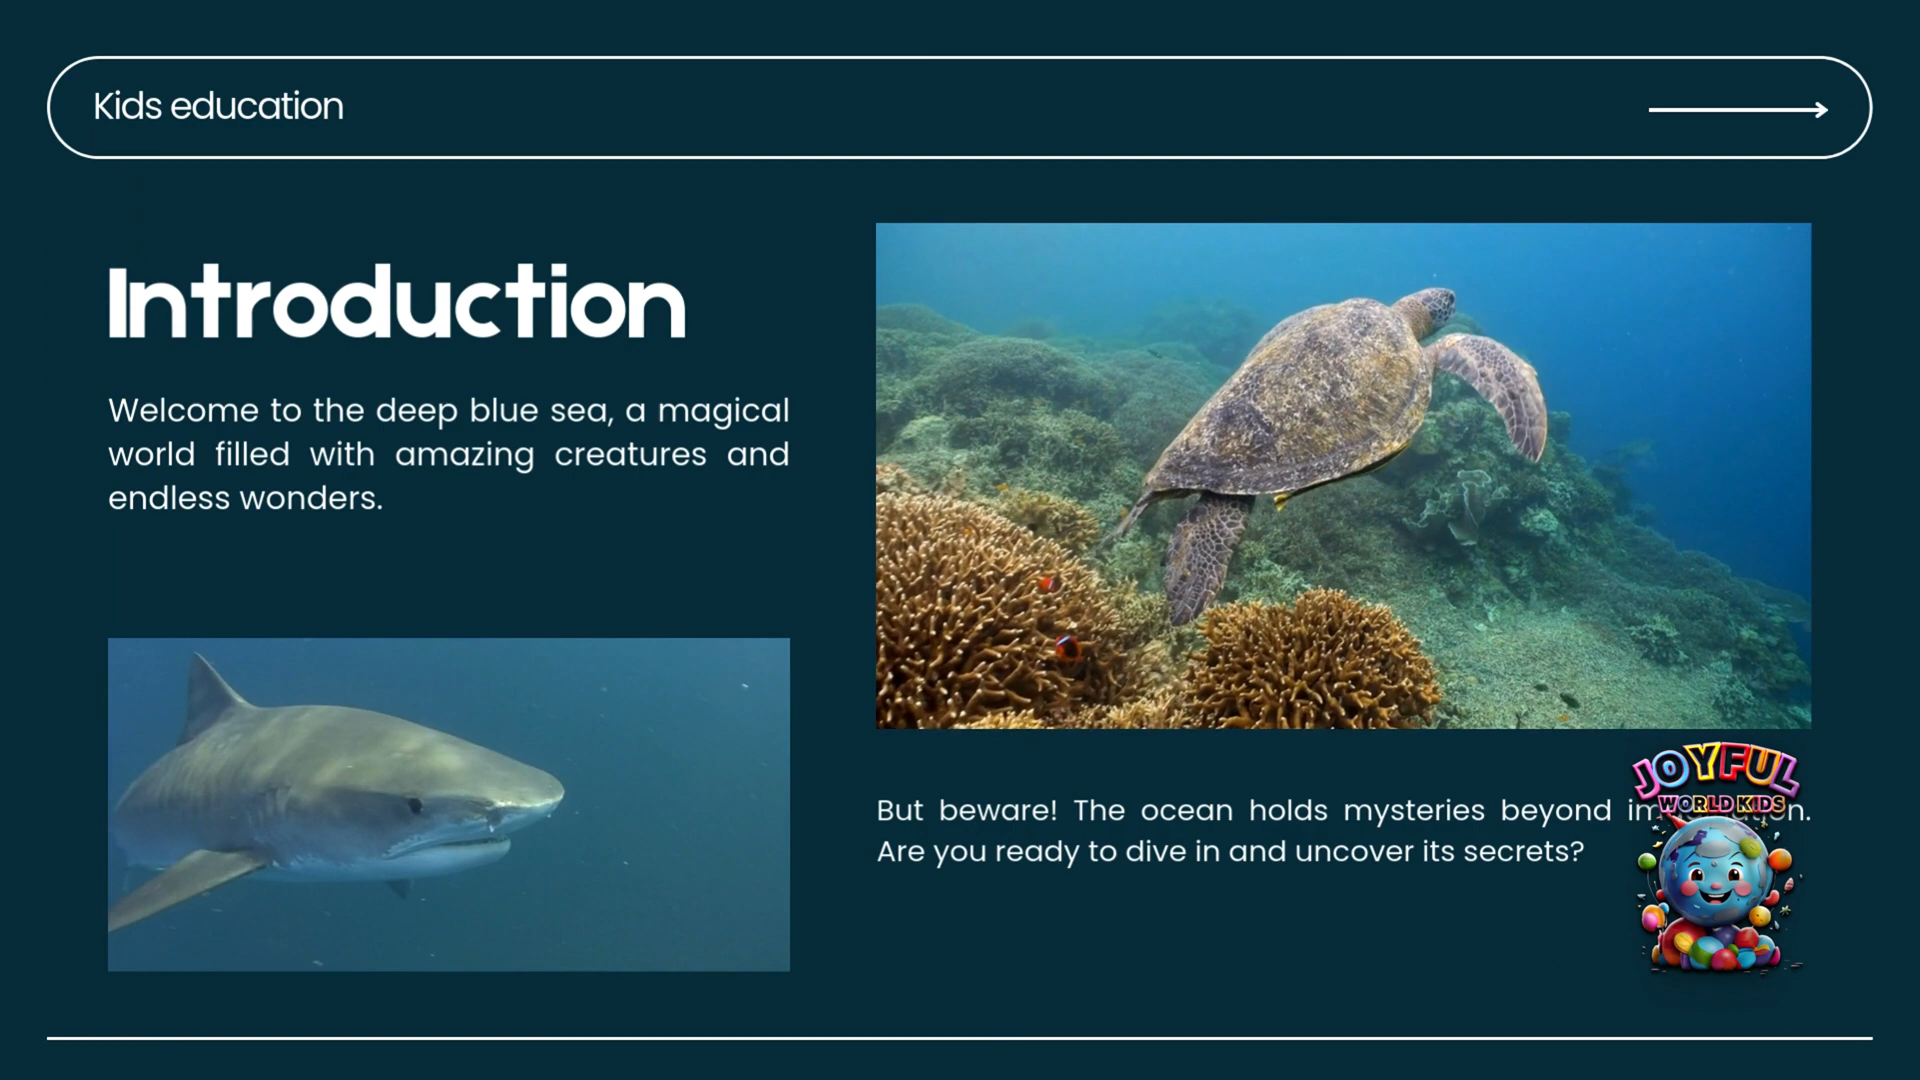 Kids education
Introduction
Welcome to the deep blue sea, a magical
world filled with amazing creatures and
endless wonders.
But beware! The ocean holds mysteries beyond
Are you ready to dive in and uncover its secrets?
JOYFUL
WORLD KIDS